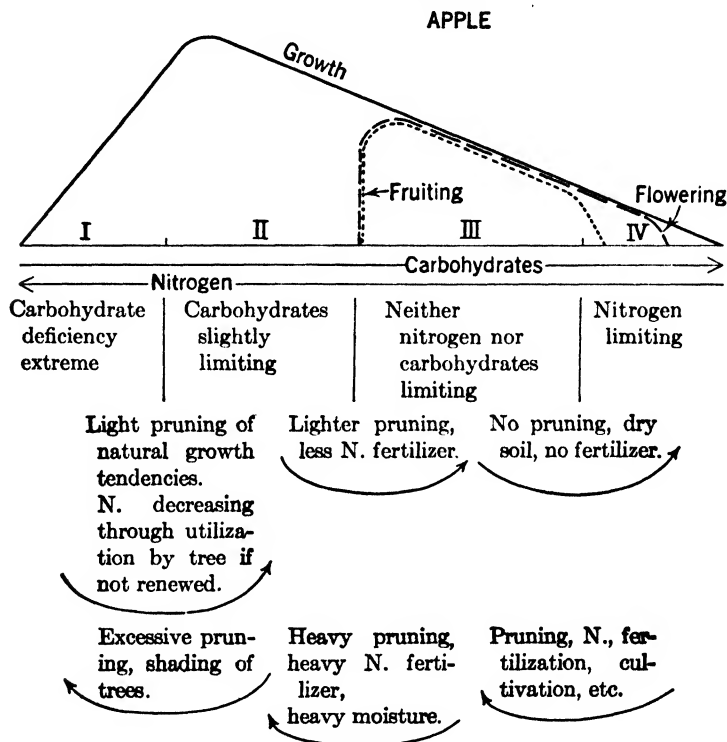 APPLE
Growth
Fruiting
Flowering
I
II
III
IV
Carbohydrates
Nitrogen
Carbohydrate
deficiency
extreme
Carbohydrates
slightly
limiting
Neither
nitrogen nor
carbohydrates
limiting
Nitrogen
limiting
Light pruning of
natural growth
tendencies.
N. decreasing
through utiliza-
tion by tree if
not renewed.
Lighter pruning,
less N. fertilizer.
No pruning, dry
soil, no fertilizer.
Excessive prun-
ing, shading of
trees.
Heavy pruning,
heavy N. ferti-
lizer,
heavy moisture.
Pruning, N., fer-
tilization, cul-
tivation, etc.